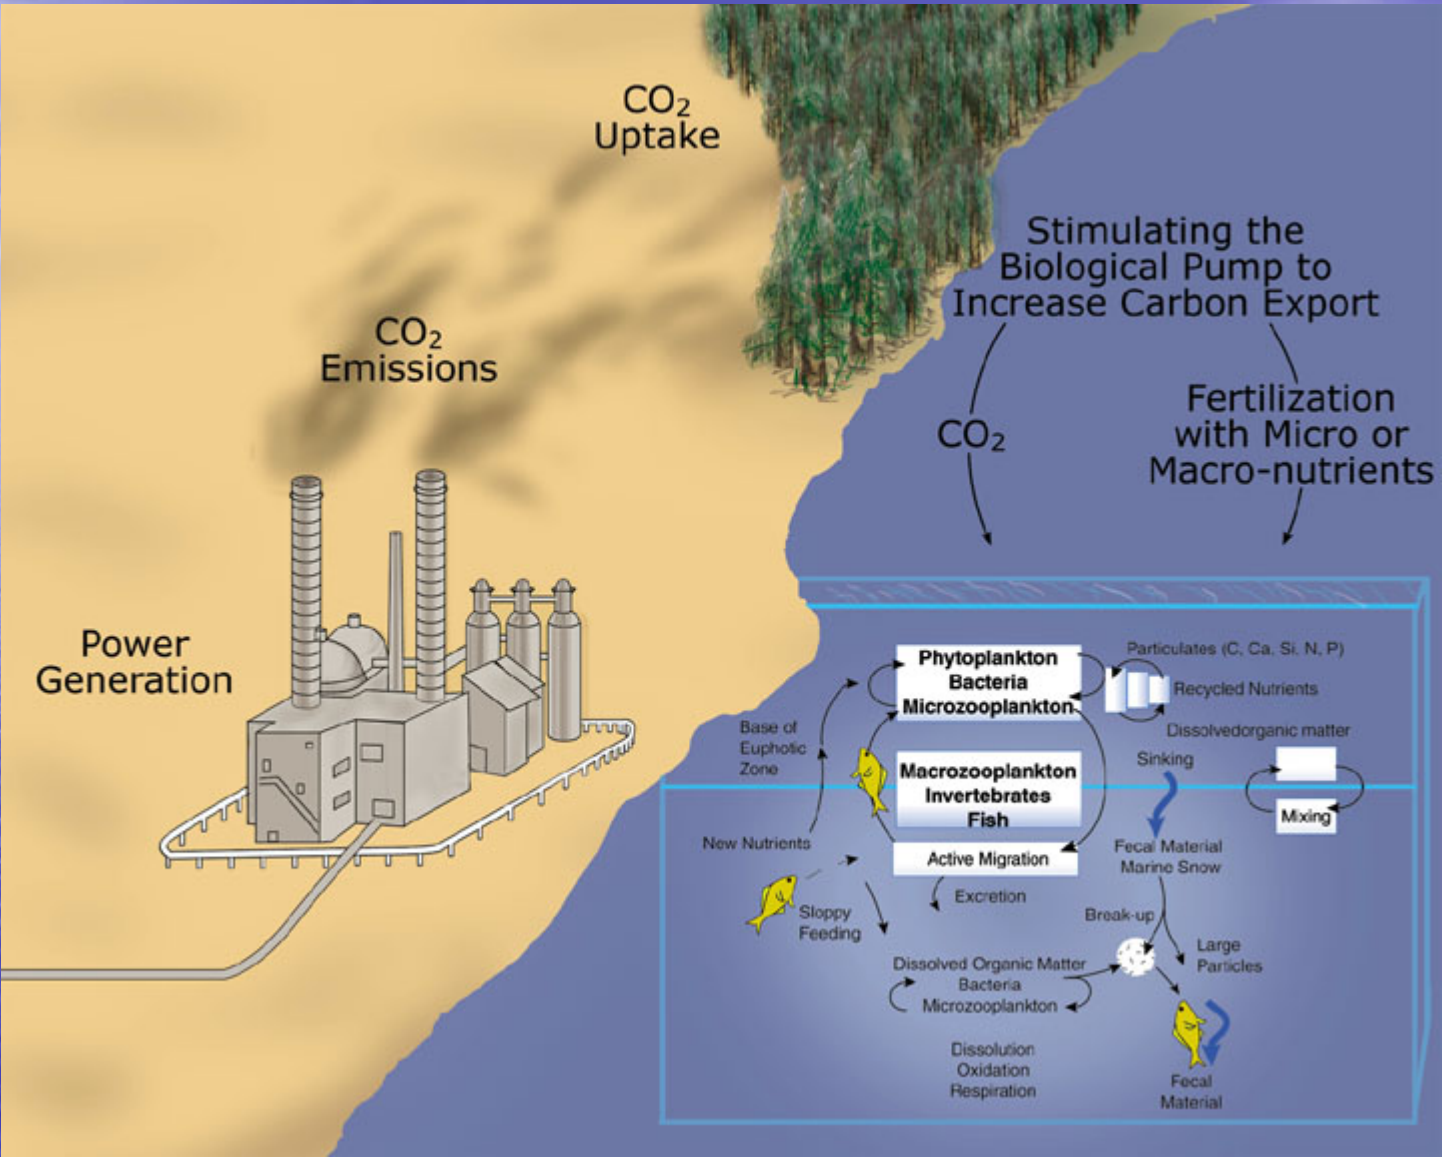 CO₂
Uptake
Stimulating the
Biological Pump to
Increase Carbon Export
CO₂
Emissions
CO₂
Fertilization
with Micro or
Macro-nutrients
Power
Generation
Phytoplankton
Bacteria
Microzooplankton
Particulates (C, Ca, Si, N, P)
Recycled Nutrients
Dissolvedorganic matter
Base of
Euphotic
Zone
Macrozooplankton
Invertebrates
Fish
Sinking
Mixing
New Nutrients
Active Migration
Fecal Material
Marine Snow
Excretion
Sloppy
Feeding
Break-up
Large
Particles
Dissolved Organic Matter
Bacteria
Microzooplankton
Dissolution
Oxidation
Respiration
Fecal
Material